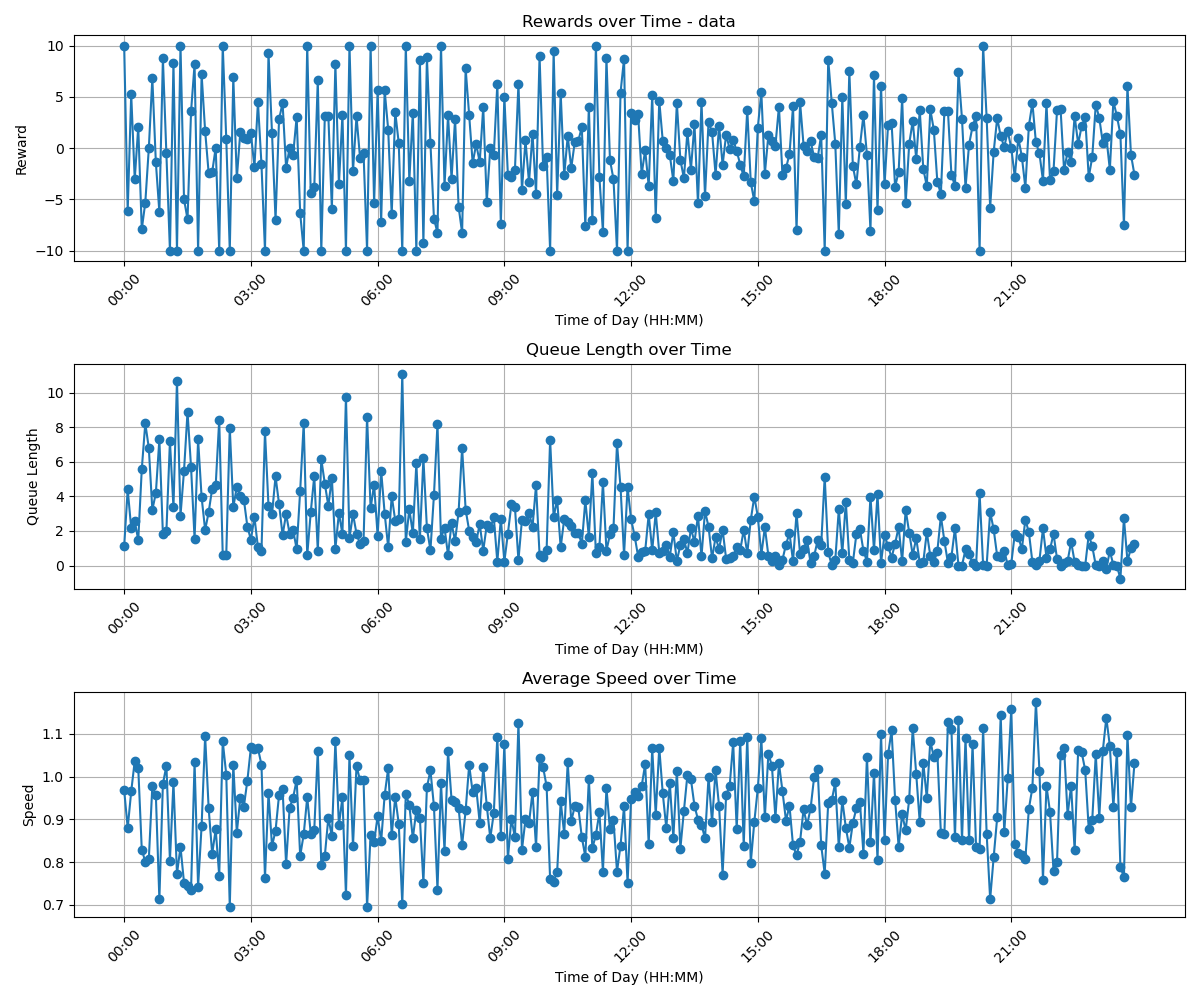 Rewards over Time - data
10
5
0
−5
−10
Reward
00:00 03:00 06:00 09:00 12:00 15:00 18:00 21:00
Time of Day (HH:MM)
Queue Length over Time
10
8
6
4
2
0
Queue Length
00:00 03:00 06:00 09:00 12:00 15:00 18:00 21:00
Time of Day (HH:MM)
Average Speed over Time
1.1
1.0
0.9
0.8
0.7
Speed
00:00 03:00 06:00 09:00 12:00 15:00 18:00 21:00
Time of Day (HH:MM)